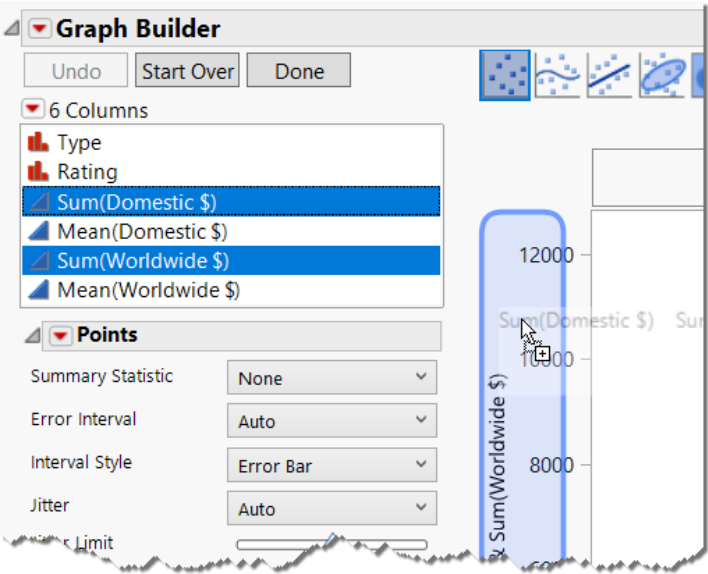 Graph Builder
Undo Start Over Done
6 Columns
Type
Rating
Sum(Domestic $)
Mean(Domestic $)
Sum(Worldwide $)
Mean(Worldwide $)
Points
Summary Statistic None
Error Interval Auto
Interval Style Error Bar
Jitter Auto
Limit
12000
Sum(Domestic $)
10000
8000
& Sum(Worldwide $)